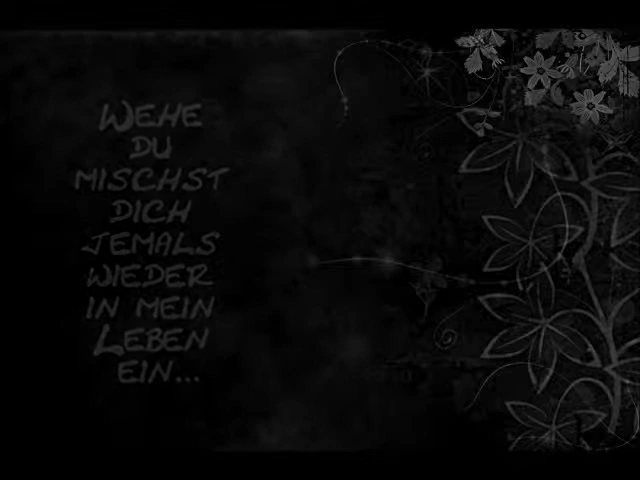 WEHE
DU
MISCHST
DICH
JEMALS
WIEDER
IN MEIN
LEBEN
EIN...